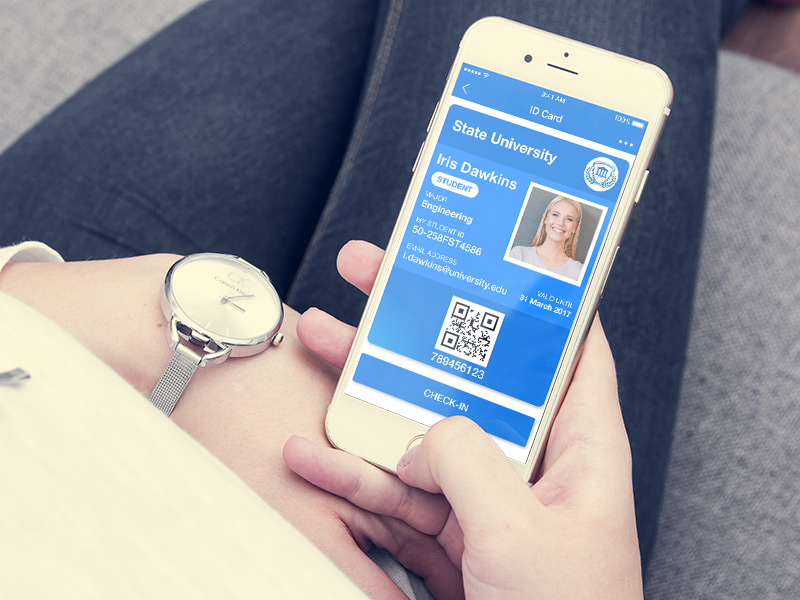 9:41 AM
100%
ID Card
State University
Iris Dawkins
STUDENT
MAJOR
Engineering
MY STUDENT ID
50-258FST4586
EMAIL ADDRESS
i.dawkins@university.edu
VALID UNTIL
31 March 2017
789456123
CHECK-IN
CK
Calvin Klein